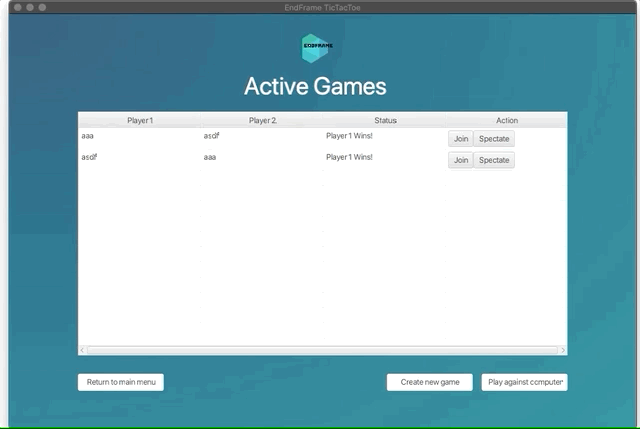 EndFrame TicTacToe
ENDFRAME
Active Games
Player 1 Player 2 Status Action
aaa asdf Player 1 Wins! Join Spectate
asdf aaa Player 1 Wins! Join Spectate
Return to main menu Create new game Play against computer